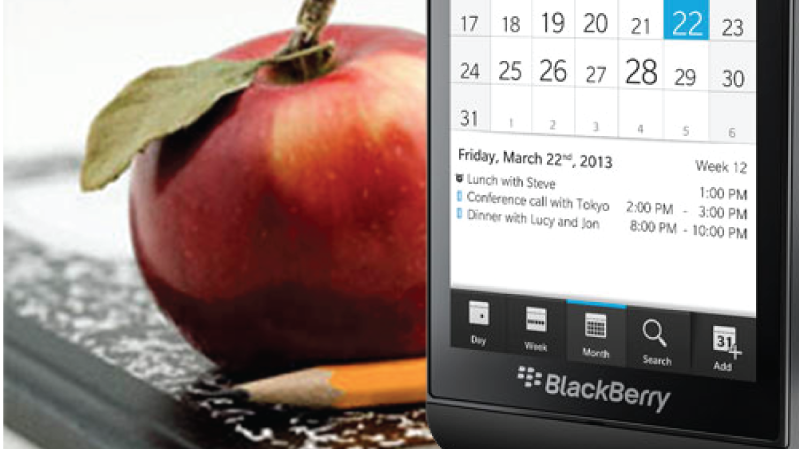 17 18 19 20 21 22 23
24 25 26 27 28 29 30
31 1 2 3 4 5 6
Friday, March 22nd, 2013 Week 12
Lunch with Steve 1:00 PM
Conference call with Tokyo 2:00 PM - 3:00 PM
Dinner with Lucy and Jon 8:00 PM - 10:00 PM
31
Day Week Month Search Add
BlackBerry